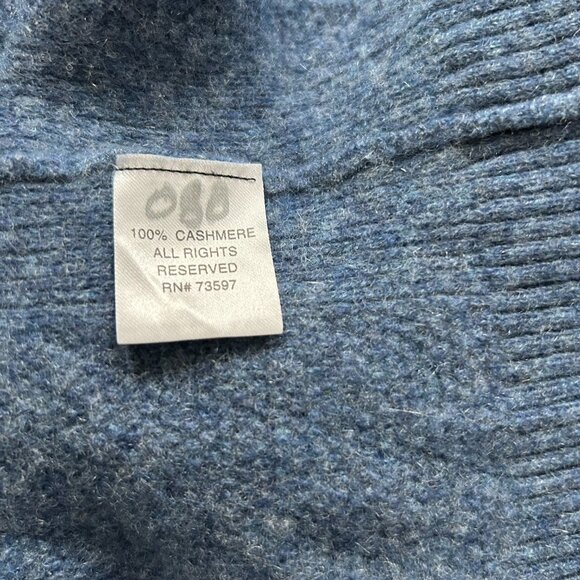 100% CASHMERE
ALL RIGHTS
RESERVED
RN# 73597